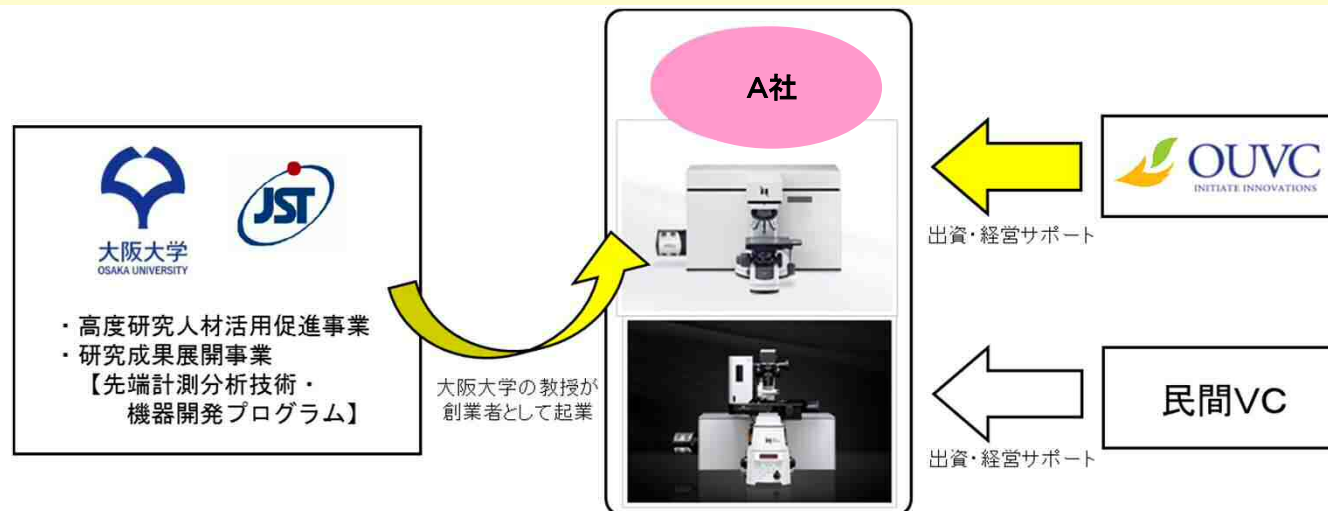 A社
大阪大学
OSAKA UNIVERSITY
JST
・高度研究人材活用促進事業
・研究成果展開事業
【先端計測分析技術・
機器開発プログラム】
大阪大学の教授が
創業者として起業
OUVC
INITIATE INNOVATIONS
出資・経営サポート
民間VC
出資・経営サポート